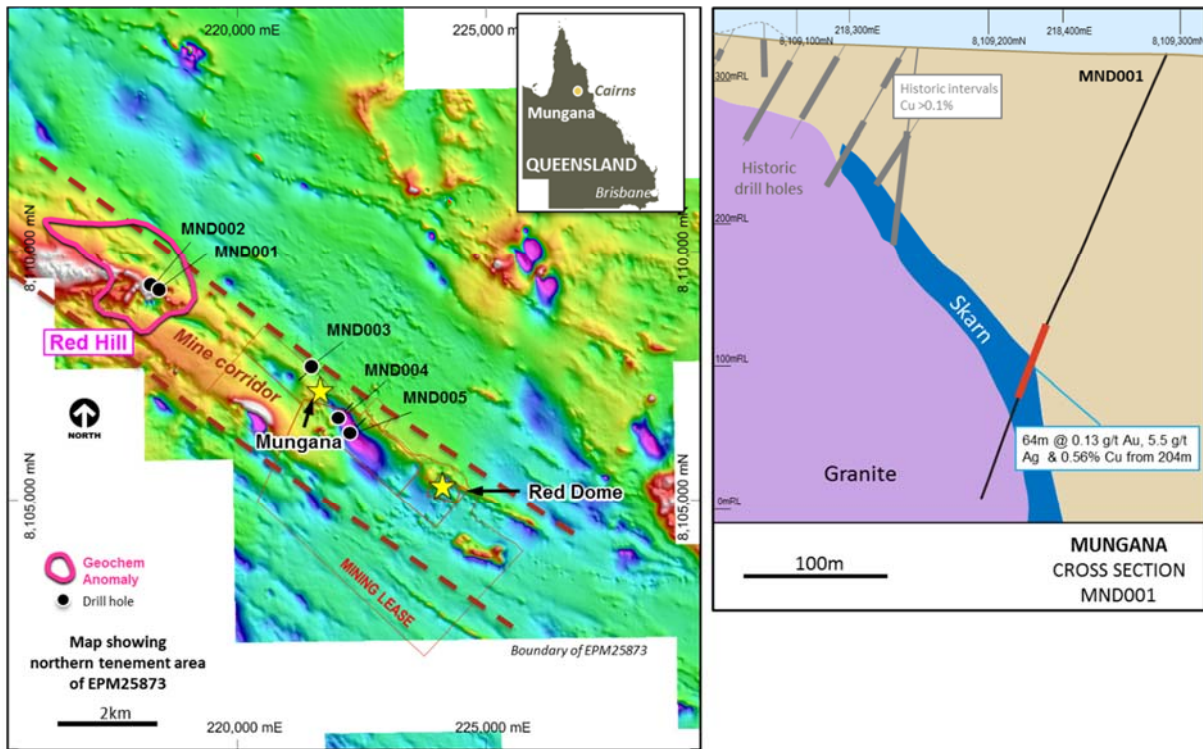 220,000 mE
225,000 mE
Cairns
Mungana
QUEENSLAND
Brisbane
8,110,000 mN
8,110,000 mN
MND002
MND001
Red Hill
Mine corridor
MND003
MND004
MND005
NORTH
Mungana
Red Dome
8,105,000 mN
8,105,000 mN
MINING LEASE
Geochem
Anomaly
Drill hole
Map showing
northern tenement area
of EPM25873
2km
Boundary of EPM25873
220,000 mE
225,000 mE
8,109,100mN
218,300mE
8,109,200mN
218,400mE
8,109,300mN
300mRL
MND001
Historic intervals
Cu >0.1%
Historic
drill holes
200mRL
Skarn
100mRL
64m @ 0.13 g/t Au, 5.5 g/t
Ag & 0.56% Cu from 204m
Granite
0mRL
100m
MUNGANA
CROSS SECTION
MND001